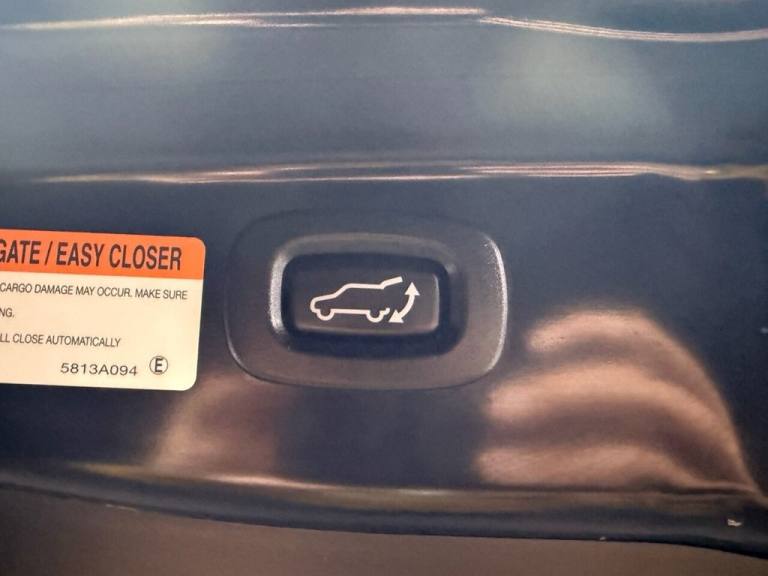 GATE / EASY CLOSER
CARGO DAMAGE MAY OCCUR. MAKE SURE
NG.
LL CLOSE AUTOMATICALLY
5813A094 E